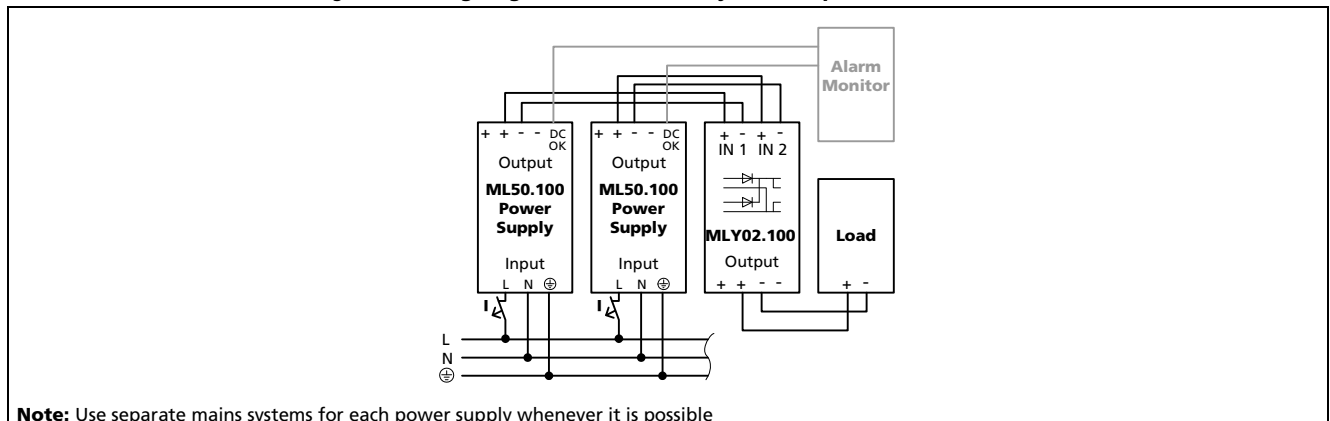 Alarm
Monitor
+ + - - DC
OK
Output
ML50.100
Power
Supply
Input
L N ⏚
I
+ + - - DC
OK
Output
ML50.100
Power
Supply
Input
L N ⏚
I
+ - + -
IN 1 IN 2
MLY02.100
Output
+ + - -
Load
+ -
L
N
⏚
Note: Use separate mains systems for each power supply whenever it is possible